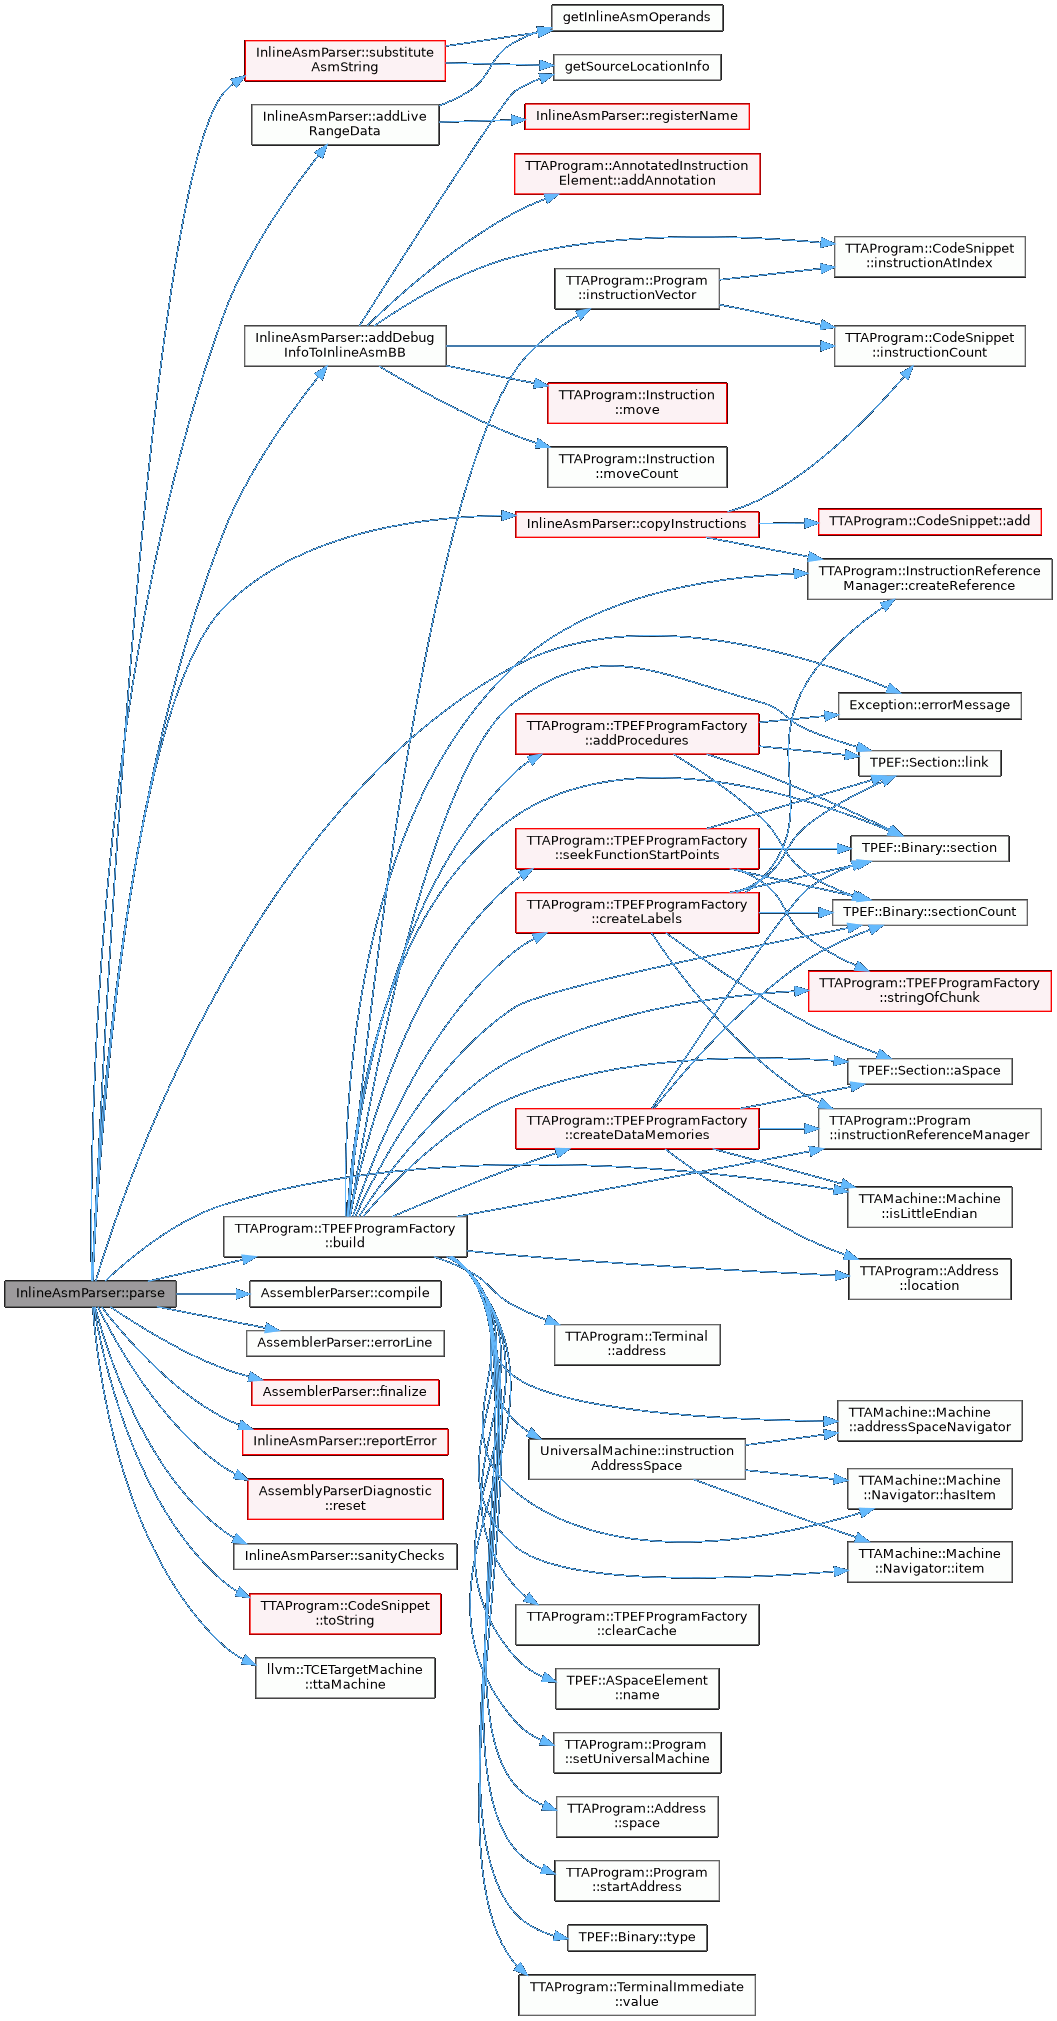 getInlineAsmOperands
InlineAsmParser::substitute
AsmString
getSourceLocationInfo
InlineAsmParser::addLive
RangeData
InlineAsmParser::registerName
TTAProgram::AnnotatedInstruction
Element::addAnnotation
TTAProgram::CodeSnippet
::instructionAtIndex
TTAProgram::Program
::instructionVector
InlineAsmParser::addDebug
InfoToInlineAsmBB
TTAProgram::CodeSnippet
::instructionCount
TTAProgram::Instruction
::move
TTAProgram::Instruction
::moveCount
InlineAsmParser::copyInstructions
TTAProgram::CodeSnippet::add
TTAProgram::InstructionReference
Manager::createReference
Exception::errorMessage
TTAProgram::TPEFProgramFactory
::addProcedures
TPEF::Section::link
TTAProgram::TPEFProgramFactory
::seekFunctionStartPoints
TPEF::Binary::section
TTAProgram::TPEFProgramFactory
::createLabels
TPEF::Binary::sectionCount
TTAProgram::TPEFProgramFactory
::stringOfChunk
TPEF::Section::aSpace
TTAProgram::TPEFProgramFactory
::createDataMemories
TTAProgram::Program
::instructionReferenceManager
TTAMachine::Machine
::isLittleEndian
TTAProgram::TPEFProgramFactory
::build
TTAProgram::Address
::location
InlineAsmParser::parse
AssemblerParser::compile
AssemblerParser::errorLine
TTAProgram::Terminal
::address
AssemblerParser::finalize
TTAMachine::Machine
::addressSpaceNavigator
InlineAsmParser::reportError
UniversalMachine::instruction
AddressSpace
TTAMachine::Machine
::Navigator::hasItem
AssemblyParserDiagnostic
::reset
InlineAsmParser::sanityChecks
TTAMachine::Machine
::Navigator::item
TTAProgram::CodeSnippet
::toString
TTAProgram::TPEFProgramFactory
::clearCache
llvm::TCETargetMachine
::ttaMachine
TPEF::ASpaceElement
::name
TTAProgram::Program
::setUniversalMachine
TTAProgram::Address
::space
TTAProgram::Program
::startAddress
TPEF::Binary::type
TTAProgram::TerminalImmediate
::value